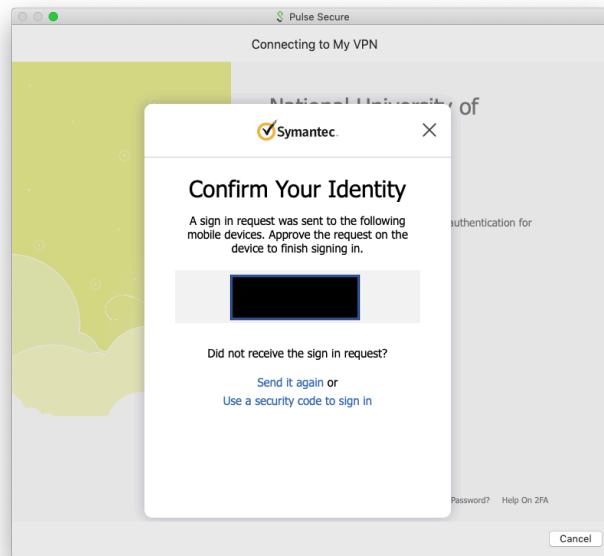 Pulse Secure
Connecting to My VPN
National University of
Symantec.
Confirm Your Identity
A sign in request was sent to the following
mobile devices. Approve the request on the
device to finish signing in.
authentication for
Did not receive the sign in request?
Send it again or
Use a security code to sign in
Password? Help On 2FA
Cancel